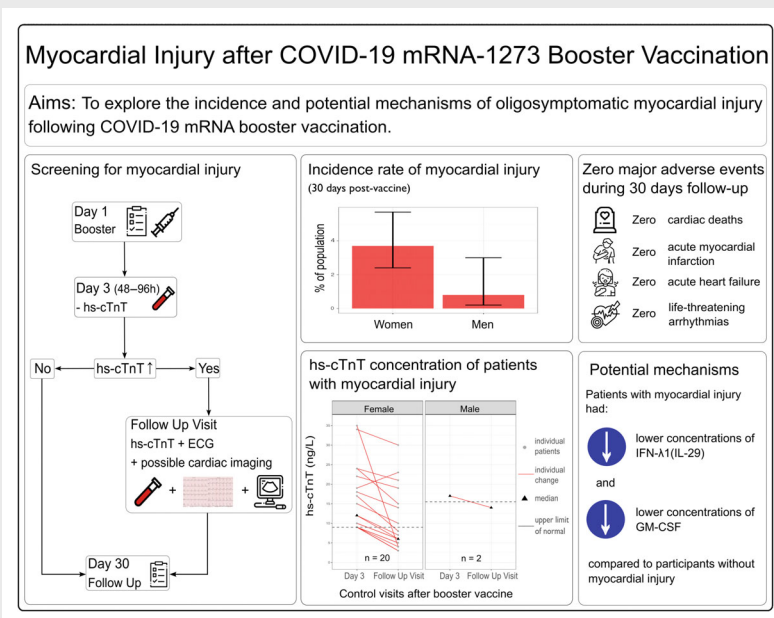 Myocardial Injury after COVID-19 mRNA-1273 Booster Vaccination
Aims: To explore the incidence and potential mechanisms of oligosymptomatic myocardial injury
following COVID-19 mRNA booster vaccination.
Screening for myocardial injury
Day 1
Booster
Day 3 (48–96h)
- hs-cTnT
No
hs-cTnT ↑
Yes
Follow Up Visit
hs-cTnT + ECG
+ possible cardiac imaging
+ +
Day 30
Follow Up
Incidence rate of myocardial injury
(30 days post-vaccine)
% of population
4
2
0
Women Men
hs-cTnT concentration of patients
with myocardial injury
Female Male
hs-cTnT (ng/L)
n = 20 n = 2
Day 3 Follow Up Visit Day 3 Follow Up Visit
Control visits after booster vaccine
individual
patients
individual
change
median
upper limit
of normal
Zero major adverse events
during 30 days follow-up
Zero cardiac deaths
Zero acute myocardial
infarction
Zero acute heart failure
Zero life-threatening
arrhythmias
Potential mechanisms
Patients with myocardial injury
had:
lower concentrations of
IFN-λ1(IL-29)
and
lower concentrations of
GM-CSF
compared to participants without
myocardial injury